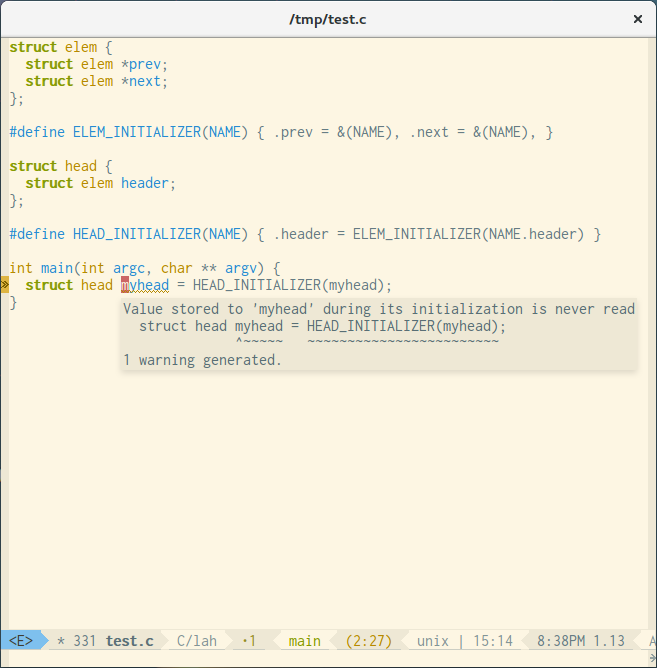 /tmp/test.c
struct elem {
  struct elem *prev;
  struct elem *next;
};

#define ELEM_INITIALIZER(NAME) { .prev = &(NAME), .next = &(NAME), }

struct head {
  struct elem header;
};

#define HEAD_INITIALIZER(NAME) { .header = ELEM_INITIALIZER(NAME.header) }

int main(int argc, char ** argv) {
» struct head myhead = HEAD_INITIALIZER(myhead);
}
Value stored to 'myhead' during its initialization is never read
  struct head myhead = HEAD_INITIALIZER(myhead);
              ^~~~~~   ~~~~~~~~~~~~~~~~~~~~~~~~
1 warning generated.
<E> * 331 test.c C/lah ·1 main (2:27) unix | 15:14 8:38PM 1.13 A